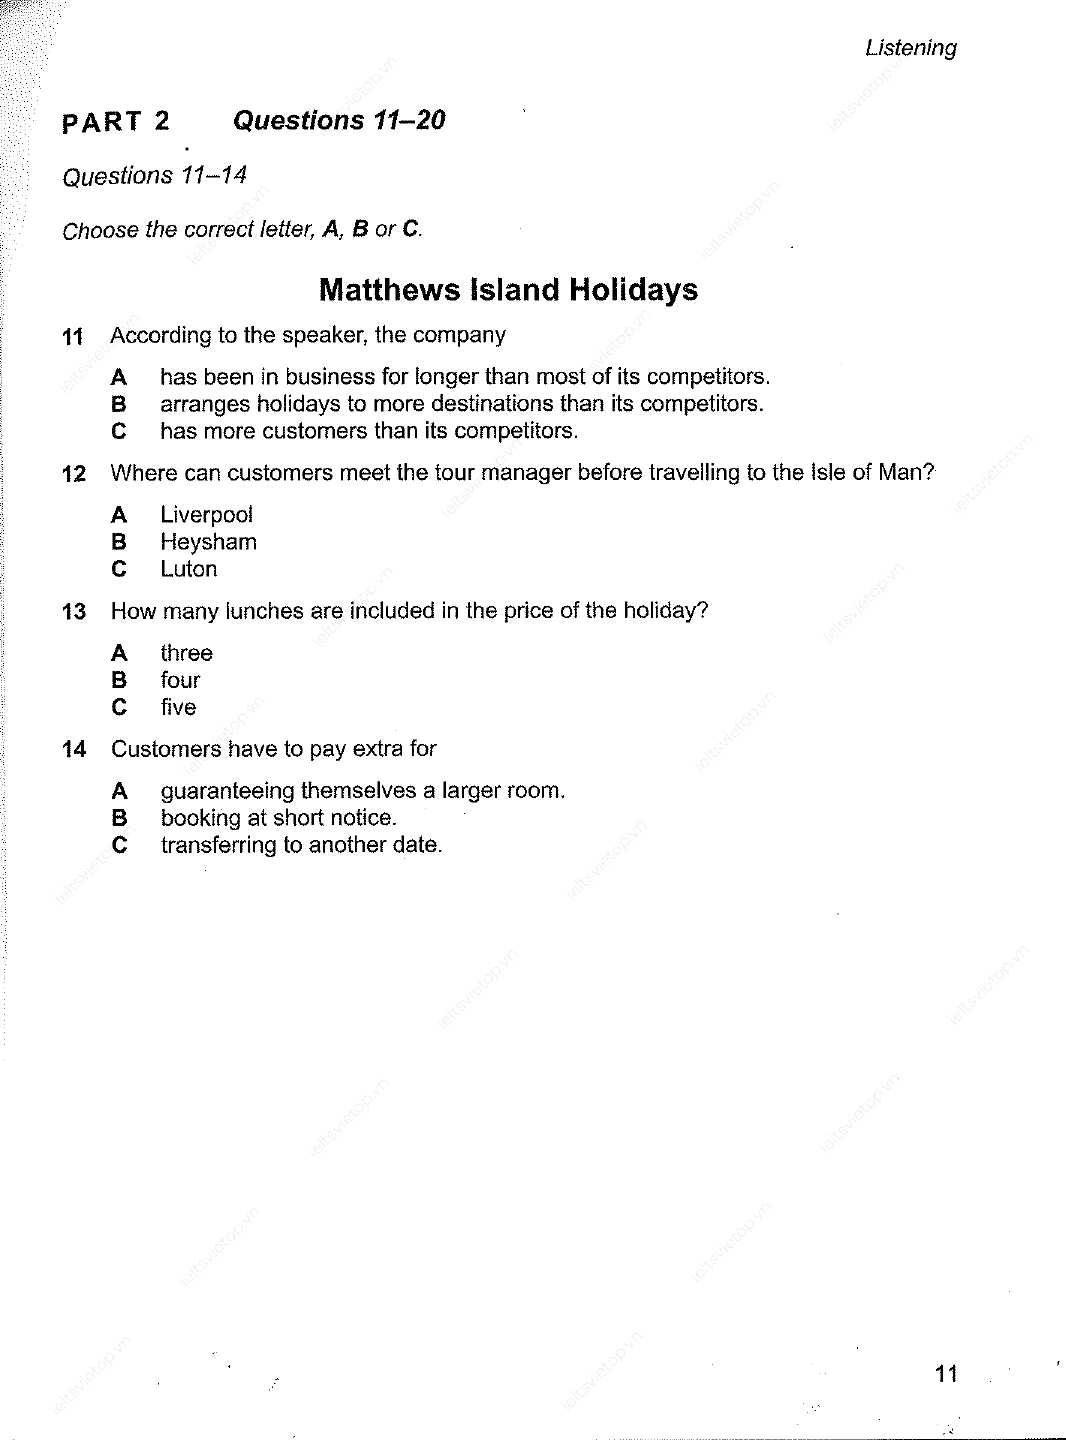 Listening
PART 2 Questions 11–20
Questions 11–14
Choose the correct letter, A, B or C.
Matthews Island Holidays
11 According to the speaker, the company
A has been in business for longer than most of its competitors.
B arranges holidays to more destinations than its competitors.
C has more customers than its competitors.
12 Where can customers meet the tour manager before travelling to the Isle of Man?
A Liverpool
B Heysham
C Luton
13 How many lunches are included in the price of the holiday?
A three
B four
C five
14 Customers have to pay extra for
A guaranteeing themselves a larger room.
B booking at short notice.
C transferring to another date.
11
ieltsvietop.vn